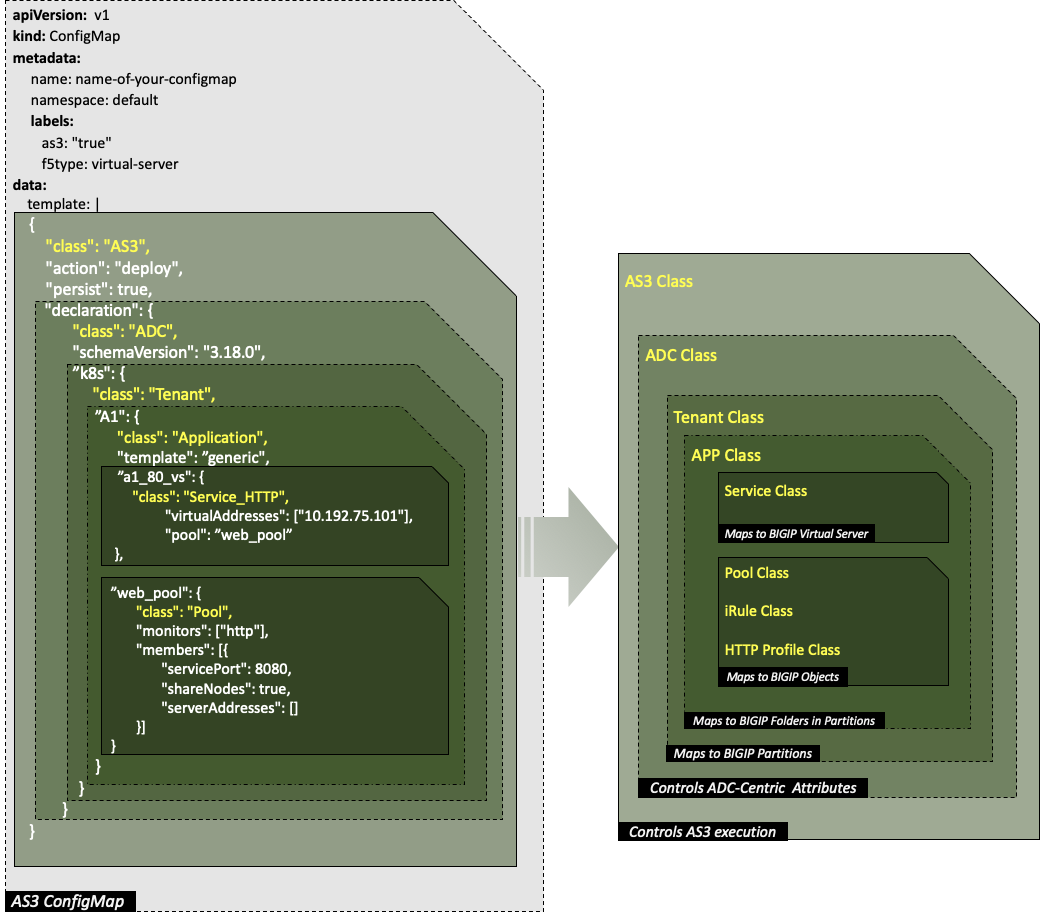 apiVersion: v1
kind: ConfigMap
metadata:
name: name-of-your-configmap
namespace: default
labels:
as3: "true"
f5type: virtual-server
data:
template: |
{
"class": "AS3",
"action": "deploy",
"persist": true,
"declaration": {
"class": "ADC",
"schemaVersion": "3.18.0",
”k8s": {
"class": "Tenant",
”A1": {
"class": "Application",
"template": ”generic",
”a1_80_vs": {
"class": "Service_HTTP",
"virtualAddresses": ["10.192.75.101"],
"pool": ”web_pool”
},
”web_pool": {
"class": "Pool",
"monitors": ["http"],
"members": [{
"servicePort": 8080,
"shareNodes": true,
"serverAddresses": []
}]
}
}
}
}
}
AS3 ConfigMap
AS3 Class
ADC Class
Tenant Class
APP Class
Service Class
Maps to BIGIP Virtual Server
Pool Class
iRule Class
HTTP Profile Class
Maps to BIGIP Objects
Maps to BIGIP Folders in Partitions
Maps to BIGIP Partitions
Controls ADC-Centric Attributes
Controls AS3 execution